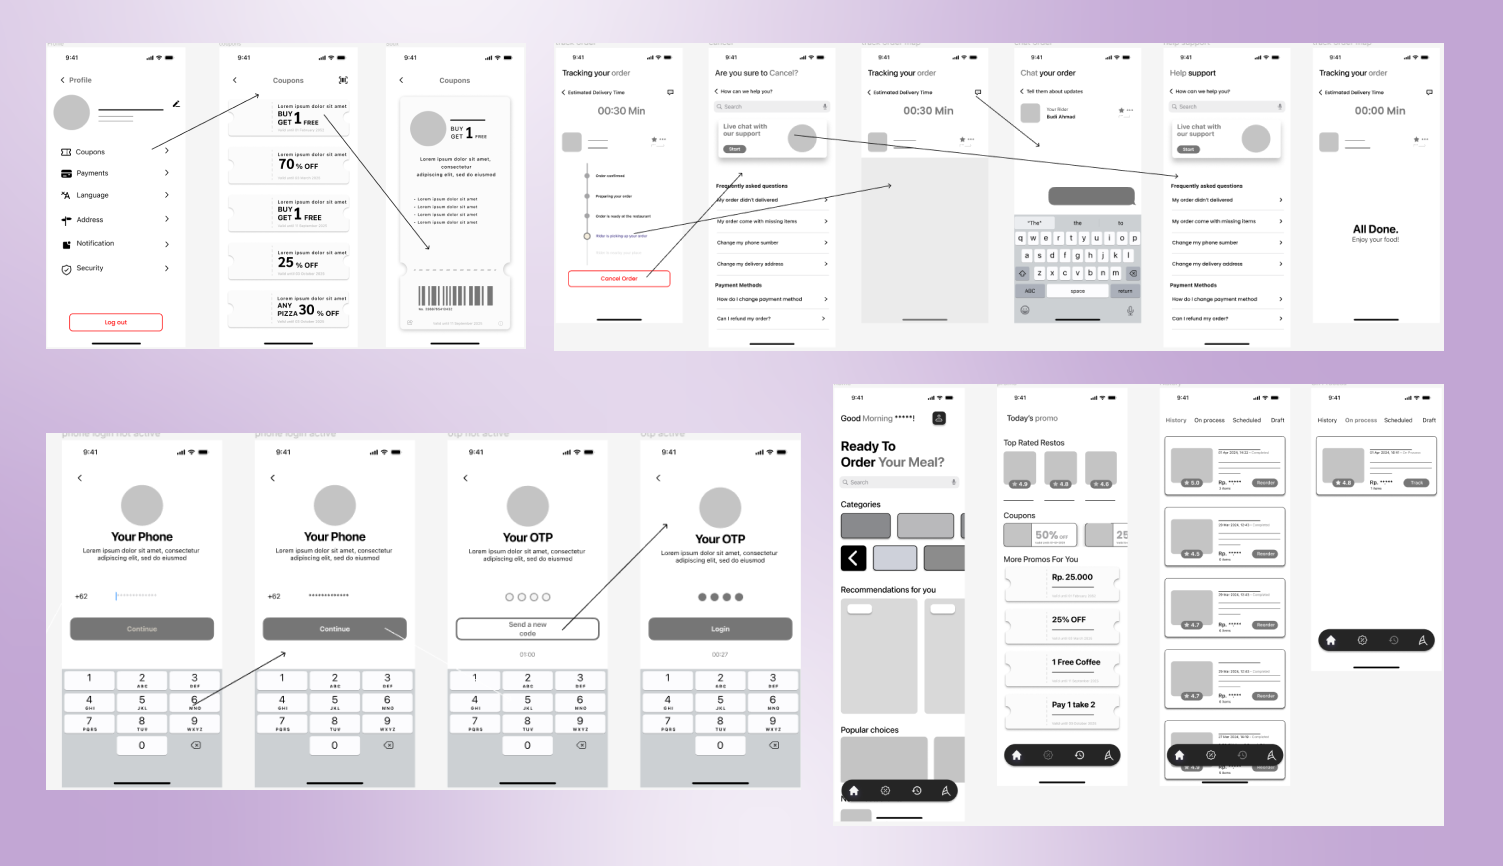 9:41
Profile
Coupons
Payments
Language
Address
Notification
Security
Log out
9:41
Coupons
Lorem ipsum dolor sit amet
BUY
GET 1 FREE
Lorem ipsum dolor sit amet
70 % OFF
Lorem ipsum dolor sit amet
BUY
GET 1 FREE
Lorem ipsum dolor sit amet
25 % OFF
Lorem ipsum dolor sit amet
ANY
PIZZA 30 % OFF
9:41
Coupons
BUY
GET 1 FREE
Lorem ipsum dolor sit amet,
consectetur
adipiscing elit, sed do eiusmod
Lorem ipsum dolor sit amet
Lorem ipsum dolor sit amet
Lorem ipsum dolor sit amet
Lorem ipsum dolor sit amet
9:41
Tracking your order
Estimated Delivery Time
00:30 Min
Order confirmed
Preparing your order
Order is ready at the restaurant
Rider is picking up your order
Cancel Order
9:41
Are you sure to Cancel?
How can we help you?
Search
Live chat with
our support
Start
Frequently asked questions
My order didn't delivered
My order come with missing items
Change my phone number
Change my delivery address
Payment Methods
How do I change payment method
Can I refund my order?
9:41
Tracking your order
Estimated Delivery Time
00:30 Min
9:41
Chat your order
Tell them about updates
Your Rider
Budi Ahmad
"The" the to
q w e r t y u i o p
a s d f g h j k l
z x c v b n m
ABC space return
Help support
9:41
Help support
How can we help you?
Search
Live chat with
our support
Start
Frequently asked questions
My order didn't delivered
My order come with missing items
Change my phone sumber
Change my delivery address
Payment Methods
How do I change payment method
Can I refund my order?
9:41
Tracking your order
Estimated Delivery Time
00:00 Min
All Done.
Enjoy your food!
phone login not active
9:41
Your Phone
Lorem ipsum dolor sit amet, consectetur
adipiscing elit, sed do eiusmod
+62
Continue
1 2 3
ABC DEF
4 5 6
GHI JKL MNO
7 8 9
PQRS TUV WXYZ
0
phone login active
9:41
Your Phone
Lorem ipsum dolor sit amet, consectetur
adipiscing elit, sed do eiusmod
+62 *************
Continue
1 2 3
ABC DEF
4 5 6
GHI JKL MNO
7 8 9
PQRS TUV WXYZ
0
otp not active
9:41
Your OTP
Lorem ipsum dolor sit amet, consectetur
adipiscing elit, sed do eiusmod
Send a new
code
01:00
1 2 3
ABC DEF
4 5 6
GHI JKL MNO
7 8 9
PQRS TUV WXYZ
0
otp active
9:41
Your OTP
Lorem ipsum dolor sit amet, consectetur
adipiscing elit, sed do eiusmod
Login
00:27
1 2 3
ABC DEF
4 5 6
GHI JKL MNO
7 8 9
PQRS TUV WXYZ
0
9:41
Good Morning *****!
Ready To
Order Your Meal?
Search
Categories
Recommendations for you
Popular choices
9:41
Today's promo
Top Rated Restos
4.9
4.8
4.6
Coupons
50% OFF
25
More Promos For You
Rp. 25.000
25% OFF
1 Free Coffee
Pay 1 take 2
9:41
History On process Scheduled Draft
5.0
Rp. *****
Reorder
4.5
Rp. *****
Reorder
4.7
Rp. *****
Reorder
4.7
Rp. *****
Reorder
9:41
History On process Scheduled Draft
4.8
Rp. *****
Track